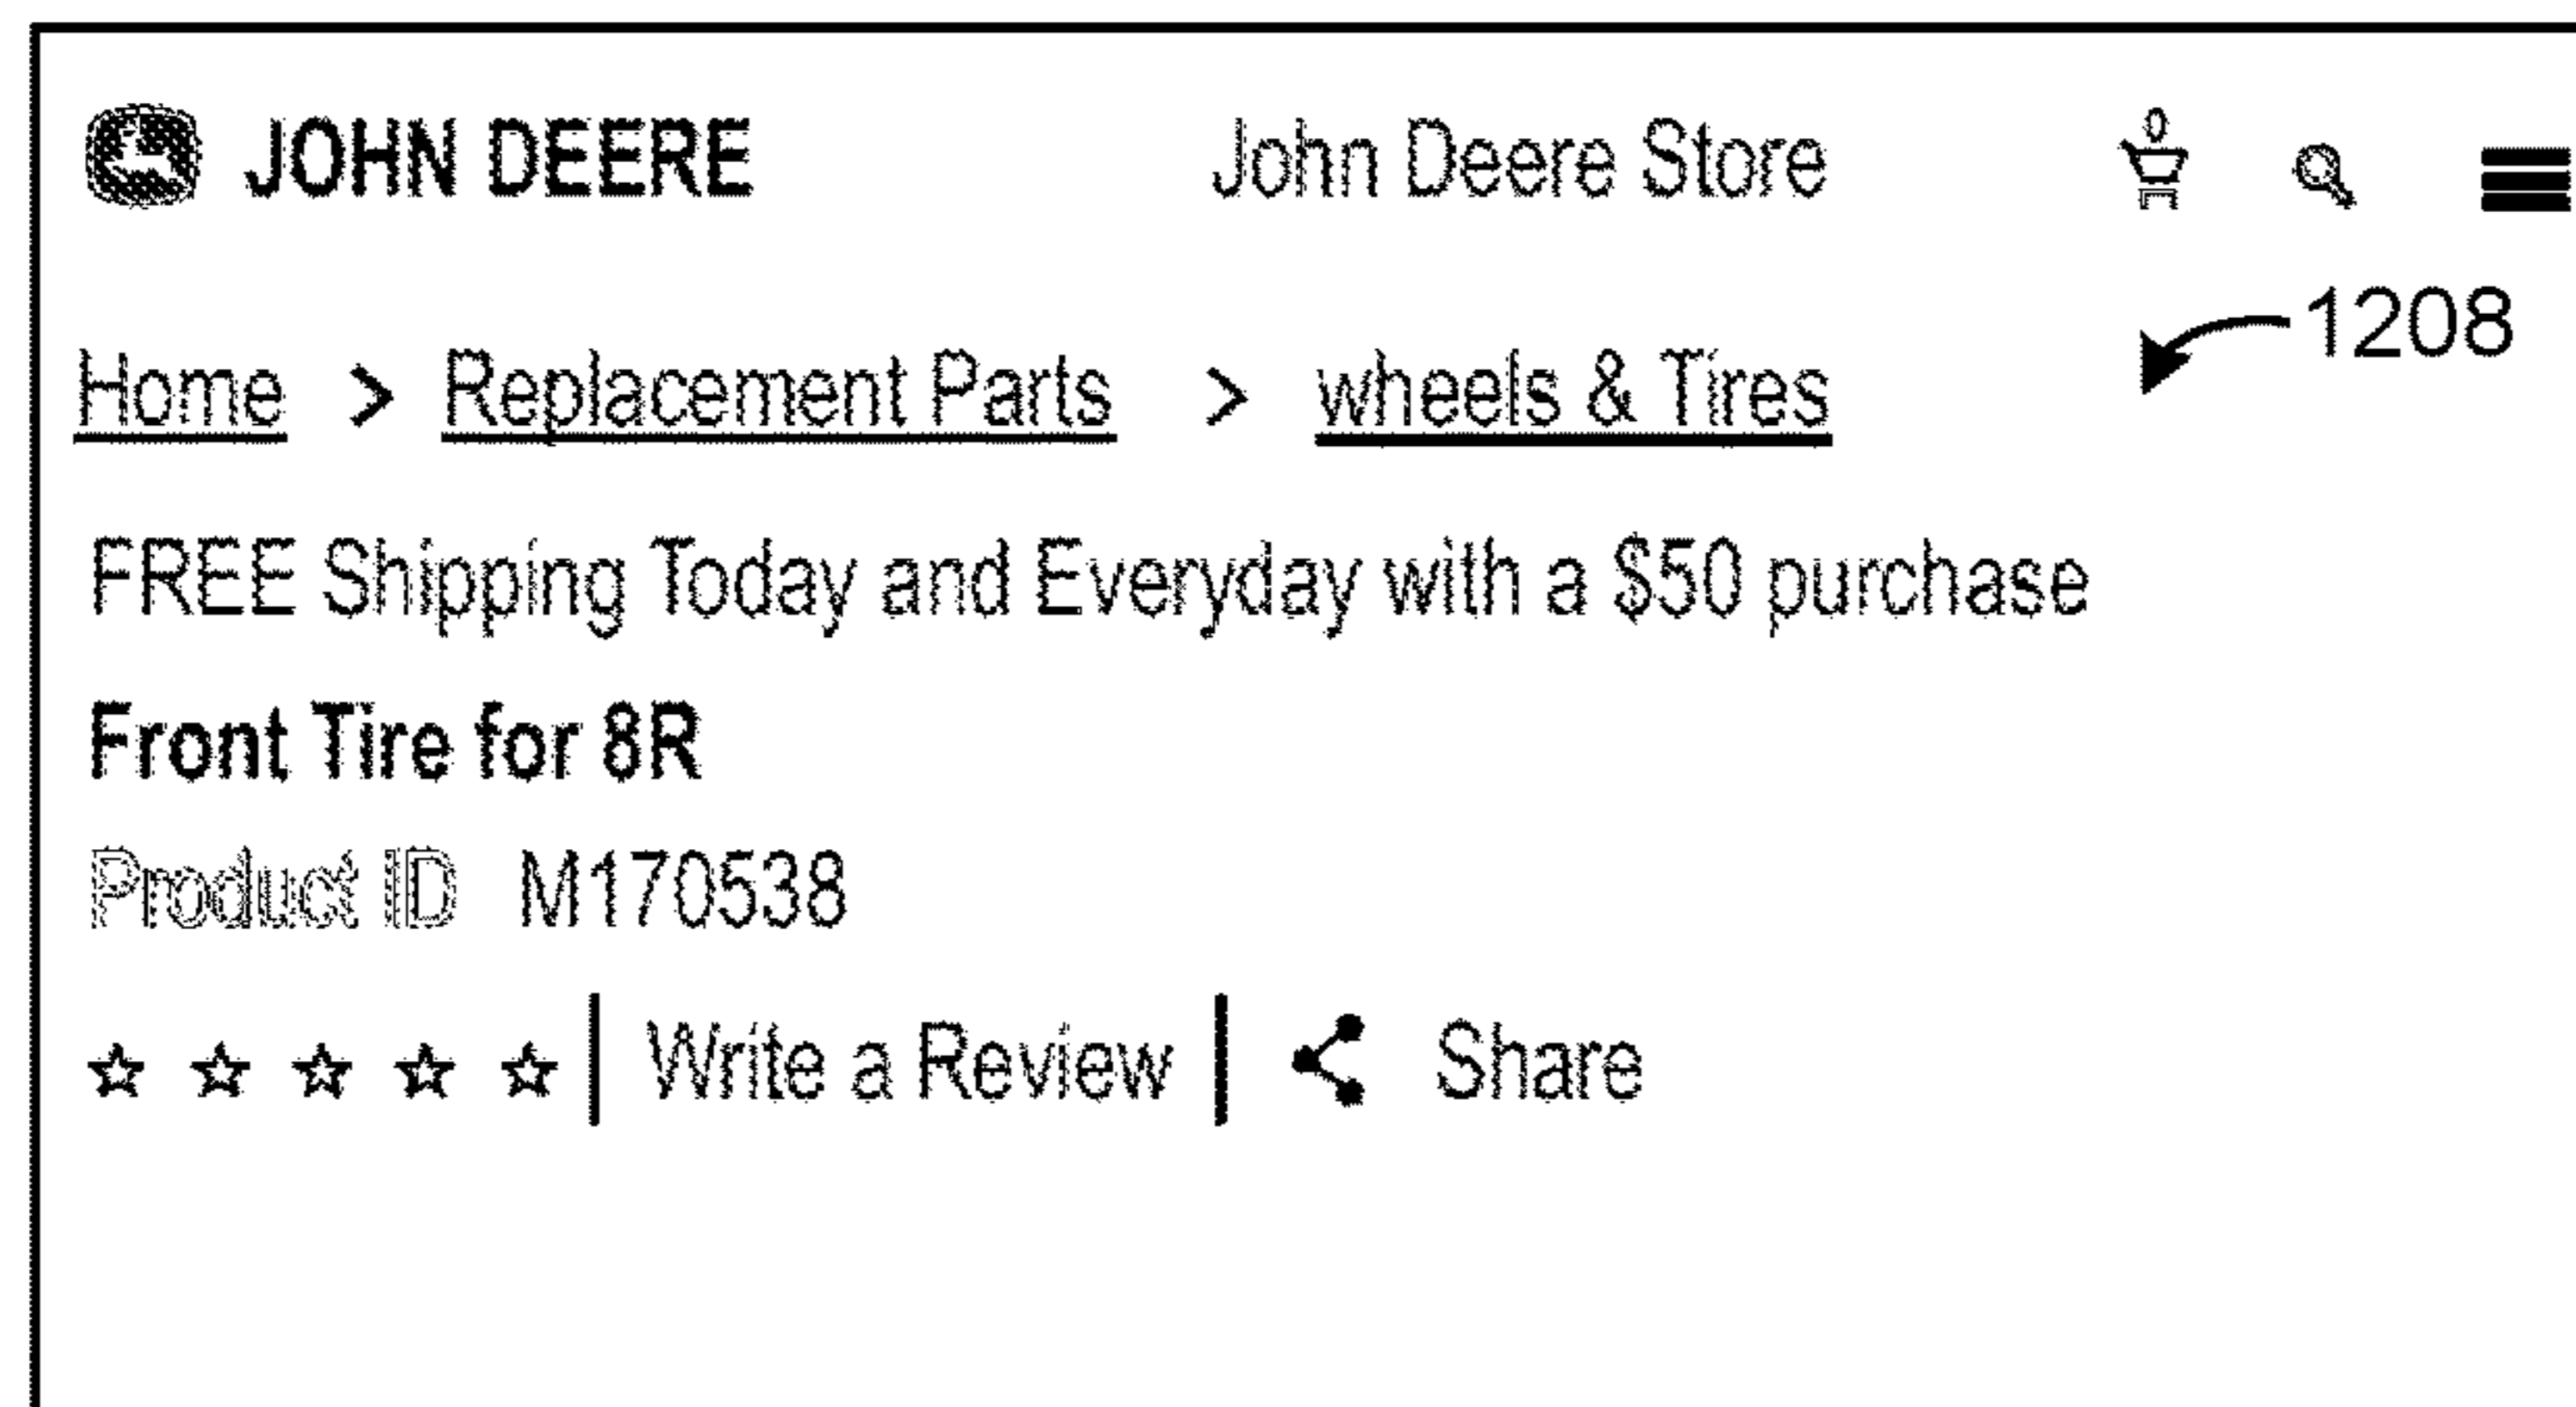 JOHN DEERE John Deere Store 0
1208
Home > Replacement Parts > wheels & Tires
FREE Shipping Today and Everyday with a $50 purchase
Front Tire for 8R
Product ID M170538
Write a Review | Share